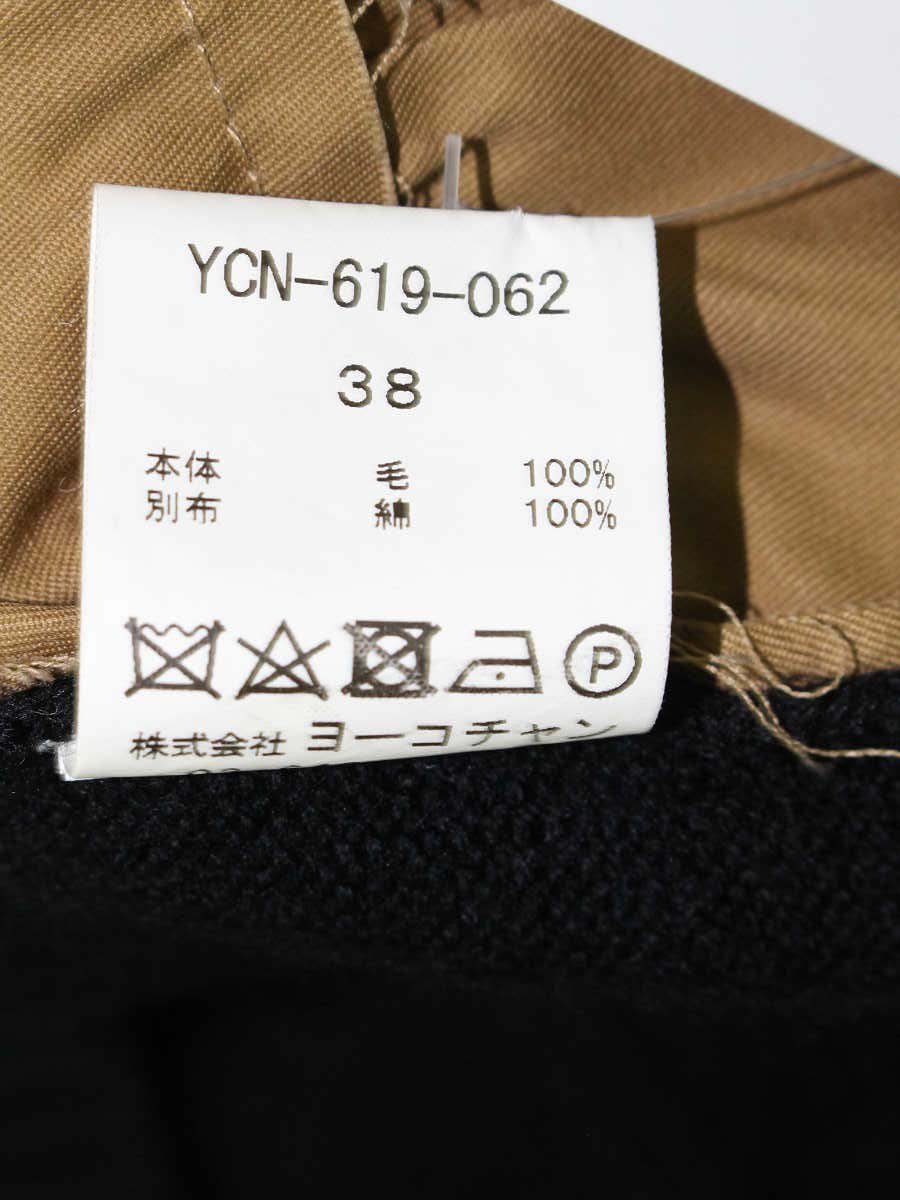 YCN-619-062
38
本体 毛 100%
別布 綿 100%
P
株式会社 ヨーコチャン